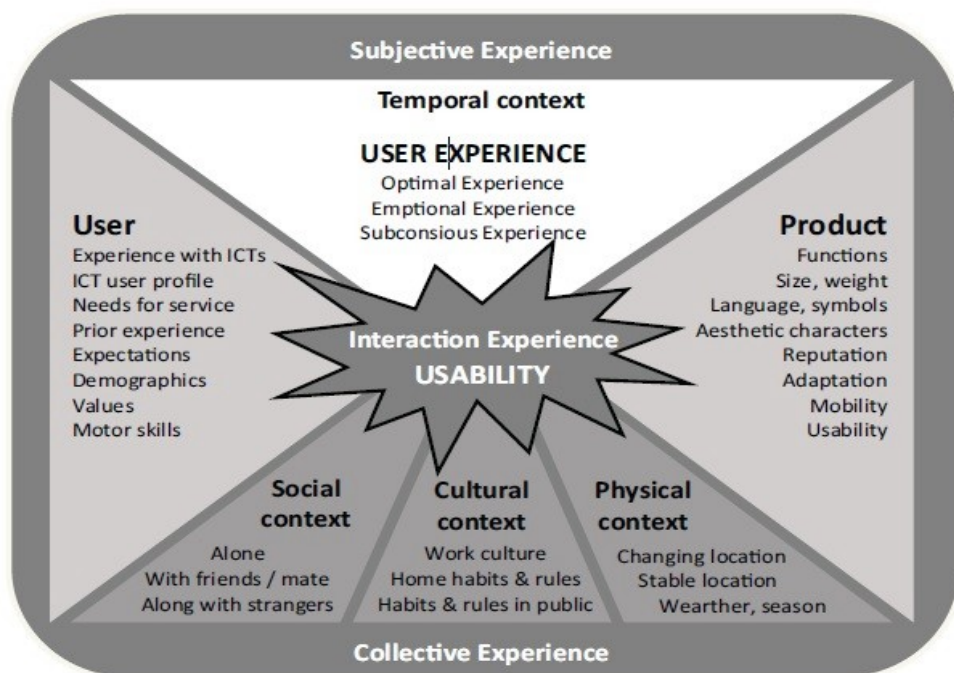 Subjective Experience
Temporal context
USER EXPERIENCE
Optimal Experience
Emptional Experience
Subconsious Experience
User
Experience with ICTs
ICT user profile
Needs for service
Prior experience
Expectations
Demographics
Values
Motor skills
Interaction Experience
USABILITY
Product
Functions
Size, weight
Language, symbols
Aesthetic characters
Reputation
Adaptation
Mobility
Usability
Social
context
Alone
With friends / mate
Along with strangers
Cultural
context
Work culture
Home habits & rules
Habits & rules in public
Physical
context
Changing location
Stable location
Wearther, season
Collective Experience